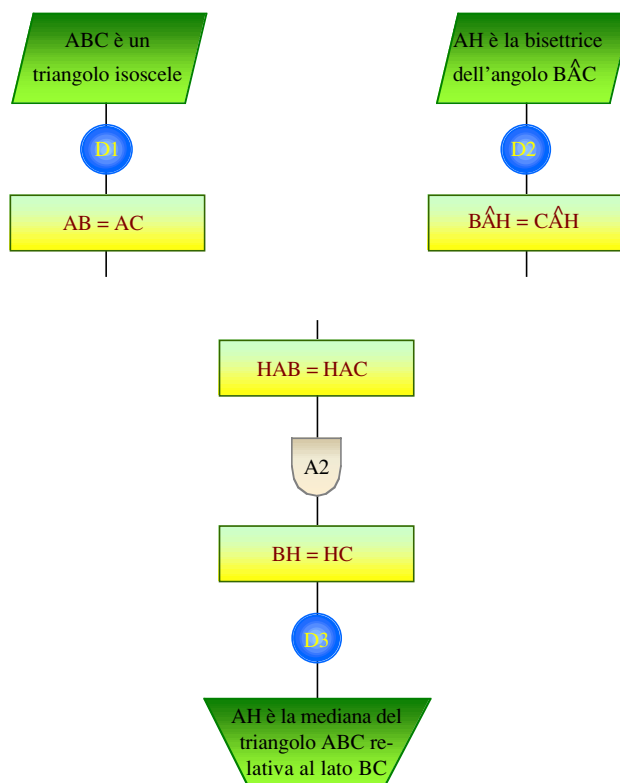 ABC è un
triangolo isoscele
D1
AB = AC
AH è la bisettrice
dell'angolo BÂC
D2
BÂH = CÂH
HAB = HAC
A2
BH = HC
D3
AH è la mediana del
triangolo ABC re-
lativa al lato BC